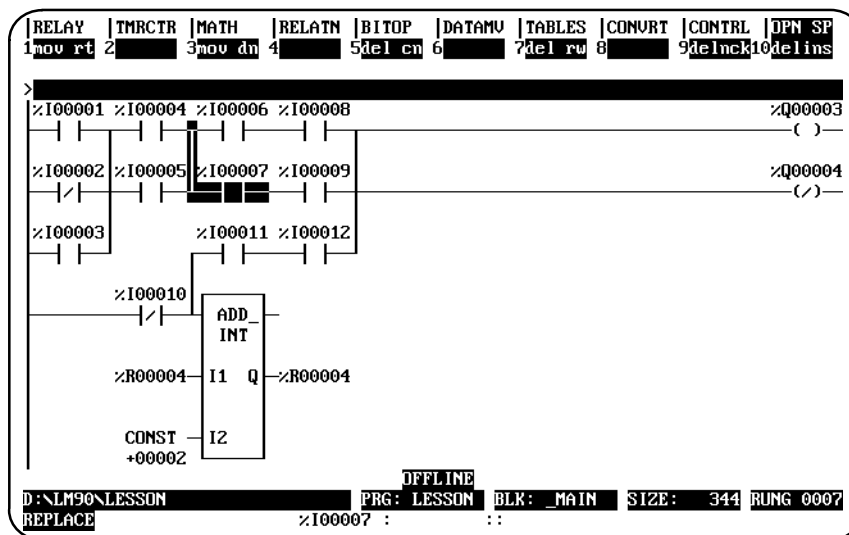 RELAY |TMRCTR |MATH |RELATN |BITOP |DATAMV |TABLES |CONVRT |CONTRL |OPN SP
1mov rt 2 3mov dn 4 5del cn 6 7del rw 8 9delnck10delins
>
%I00001 %I00004 %I00006 %I00008 %Q00003
%I00002 %I00005 %I00007 %I00009 %Q00004
%I00003 %I00011 %I00012
%I00010
ADD_
INT
%R00004 I1 Q %R00004
CONST I2
+00002
OFFLINE
D:\LM90\LESSON PRG: LESSON BLK: _MAIN SIZE: 344 RUNG 0007
REPLACE %I00007 : ::